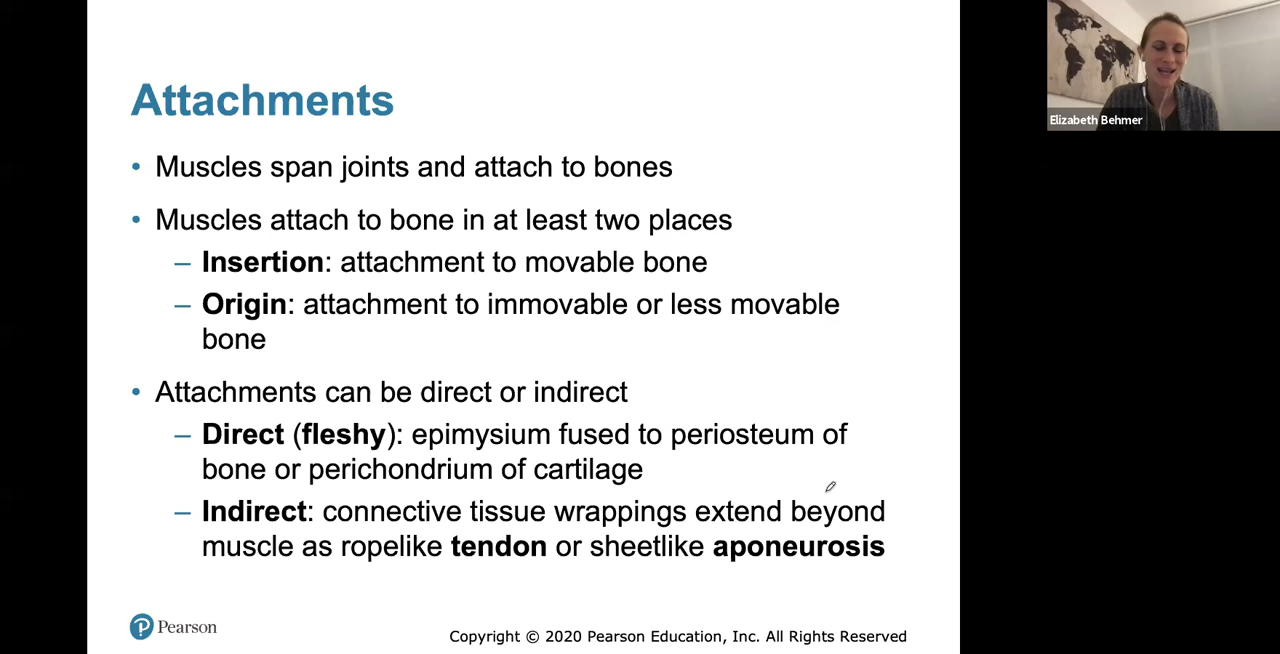 Attachments
• Muscles span joints and attach to bones
• Muscles attach to bone in at least two places
– Insertion: attachment to movable bone
– Origin: attachment to immovable or less movable
bone
• Attachments can be direct or indirect
– Direct (fleshy): epimysium fused to periosteum of
bone or perichondrium of cartilage
– Indirect: connective tissue wrappings extend beyond
muscle as ropelike tendon or sheetlike aponeurosis
P Pearson
Copyright © 2020 Pearson Education, Inc. All Rights Reserved
Elizabeth Behmer